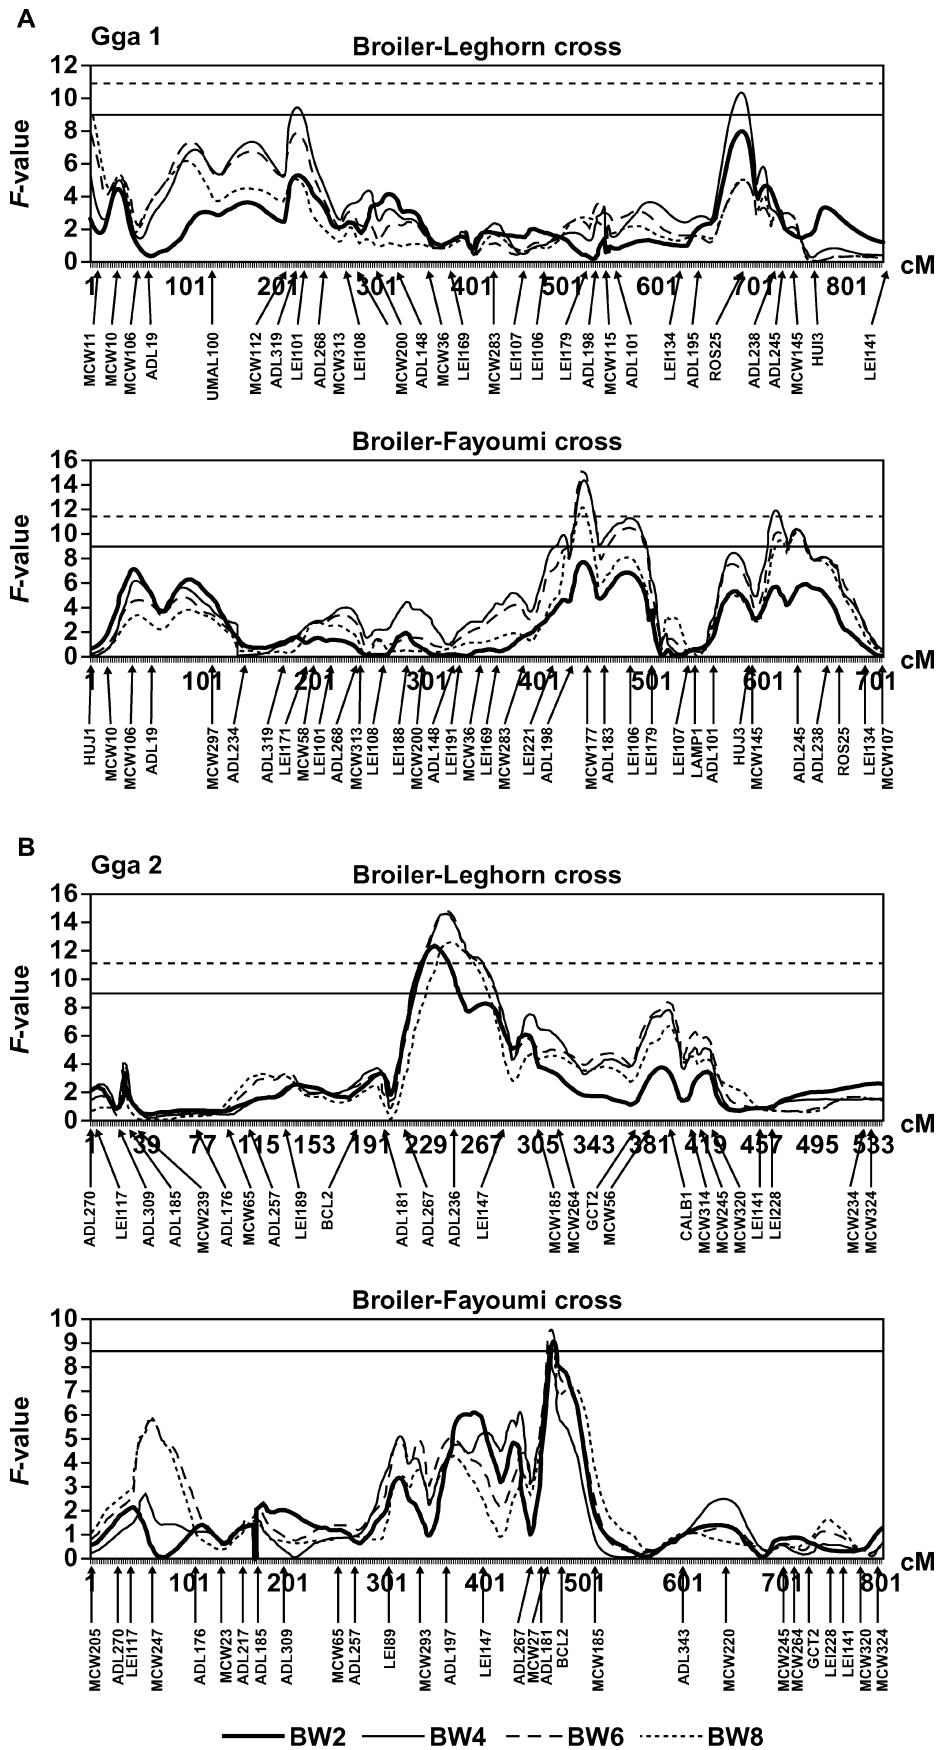 A
Gga 1
Broiler-Leghorn cross
F-value
12
10
8
6
4
2
0
1 101 201 301 401 501 601 701 801 cM
MCW11 MCW10 MCW106 ADL19 UMAL100 MCW112 ADL319 LEI101 ADL268 MCW313 LEI108 MCW200 ADL148 MCW36 LEI169 MCW283 LEI107 LEI106 LEI179 ADL198 MCW115 ADL101 LEI134 ADL195 ROS25 ADL238 ADL245 MCW145 HUI3 LEI141
Broiler-Fayoumi cross
F-value
16
14
12
10
8
6
4
2
0
1 101 201 301 401 501 601 701 cM
HUJ1 MCW10 MCW106 ADL19 MCW297 ADL234 ADL319 LEI171 MCW58 LEI101 ADL268 MCW313 LEI108 LEI188 MCW200 ADL148 LEI191 MCW36 LEI169 MCW283 LEI221 ADL198 MCW177 ADL183 LEI106 LEI179 LEI107 LAMP1 ADL101 HUJ3 MCW145 ADL245 ADL238 ROS25 LEI134 MCW107
B
Gga 2
Broiler-Leghorn cross
F-value
16
14
12
10
8
6
4
2
0
1 39 77 115 153 191 229 267 305 343 381 419 457 495 533 cM
ADL270 LEI117 ADL309 ADL185 MCW239 ADL176 MCW65 ADL257 LEI189 BCL2 ADL181 ADL267 ADL236 LEI147 MCW185 MCW264 GCT2 MCW56 CALB1 MCW314 MCW245 MCW320 LEI141 LEI228 MCW234 MCW324
Broiler-Fayoumi cross
F-value
10
9
8
7
6
5
4
3
2
1
0
1 101 201 301 401 501 601 701 801 cM
MCW205 ADL270 LEI117 MCW247 ADL176 MCW23 ADL217 ADL185 ADL309 MCW65 ADL257 LEI89 MCW293 ADL197 LEI147 ADL267 MCW27 ADL181 BCL2 MCW185 ADL343 MCW220 MCW245 MCW264 GCT2 LEI228 LEI141 MCW320 MCW324
BW2 BW4 BW6 BW8